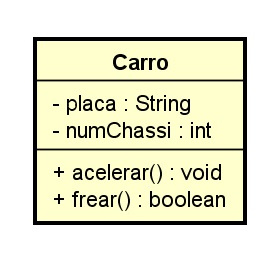 Carro
- placa : String
- numChassi : int
+ acelerar() : void
+ frear() : boolean